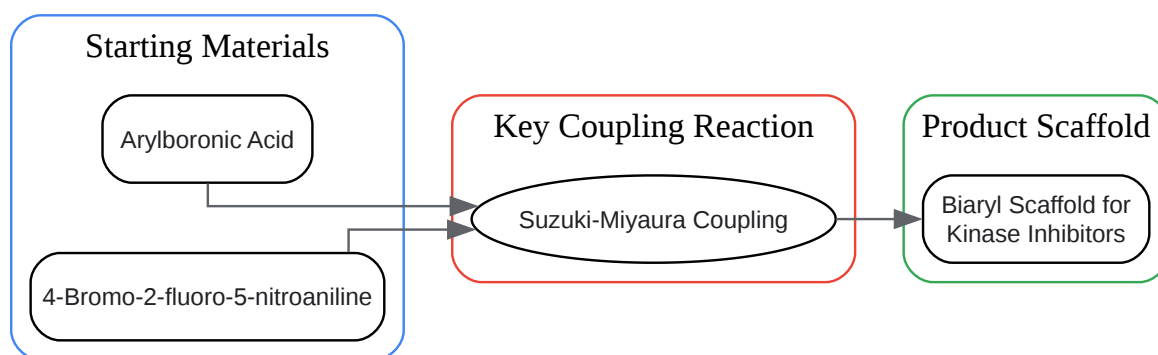 Starting Materials
Arylboronic Acid
4-Bromo-2-fluoro-5-nitroaniline
Key Coupling Reaction
Suzuki-Miyaura Coupling
Product Scaffold
Biaryl Scaffold for
Kinase Inhibitors